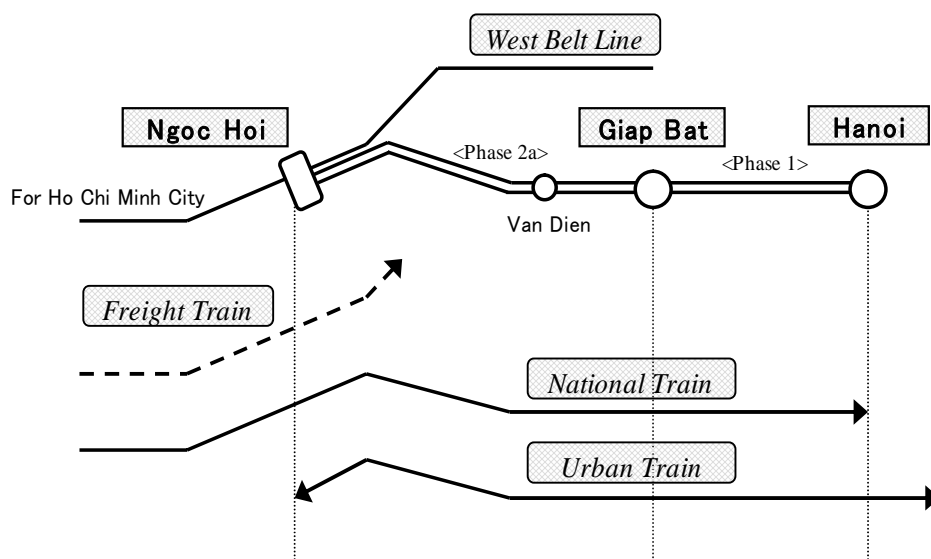 West Belt Line
Ngoc Hoi
Giap Bat
Hanoi
<Phase 2a>
<Phase 1>
For Ho Chi Minh City
Van Dien
Freight Train
National Train
Urban Train